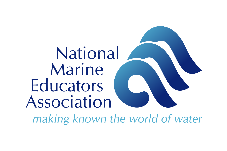 National
Marine
Educators
Association
making known the world of water